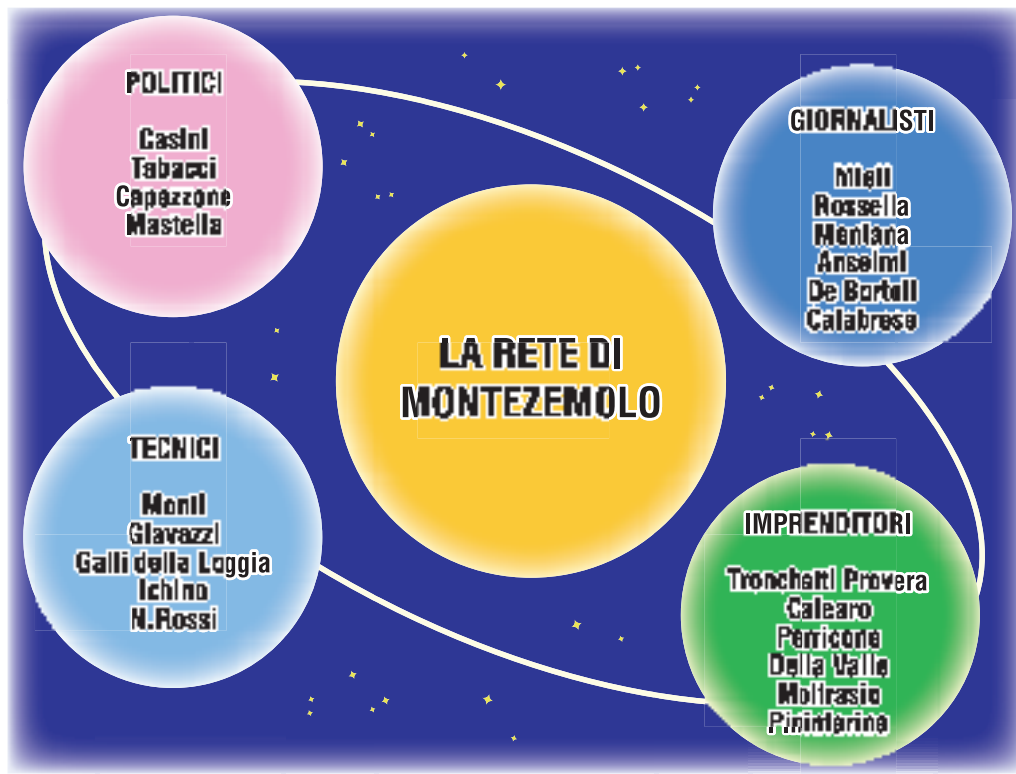 POLITICI
Casini
Tabacci
Capezzone
Mastella
GIORNALISTI
Mieli
Rossella
Mentana
Anselmi
De Bortoli
Calabrese
LA RETE DI
MONTEZEMOLO
TECNICI
Monti
Giavazzi
Galli della Loggia
Ichino
N.Rossi
IMPRENDITORI
Tronchetti Provera
Calearo
Perricone
Della Valle
Moltrasio
Pininfarina